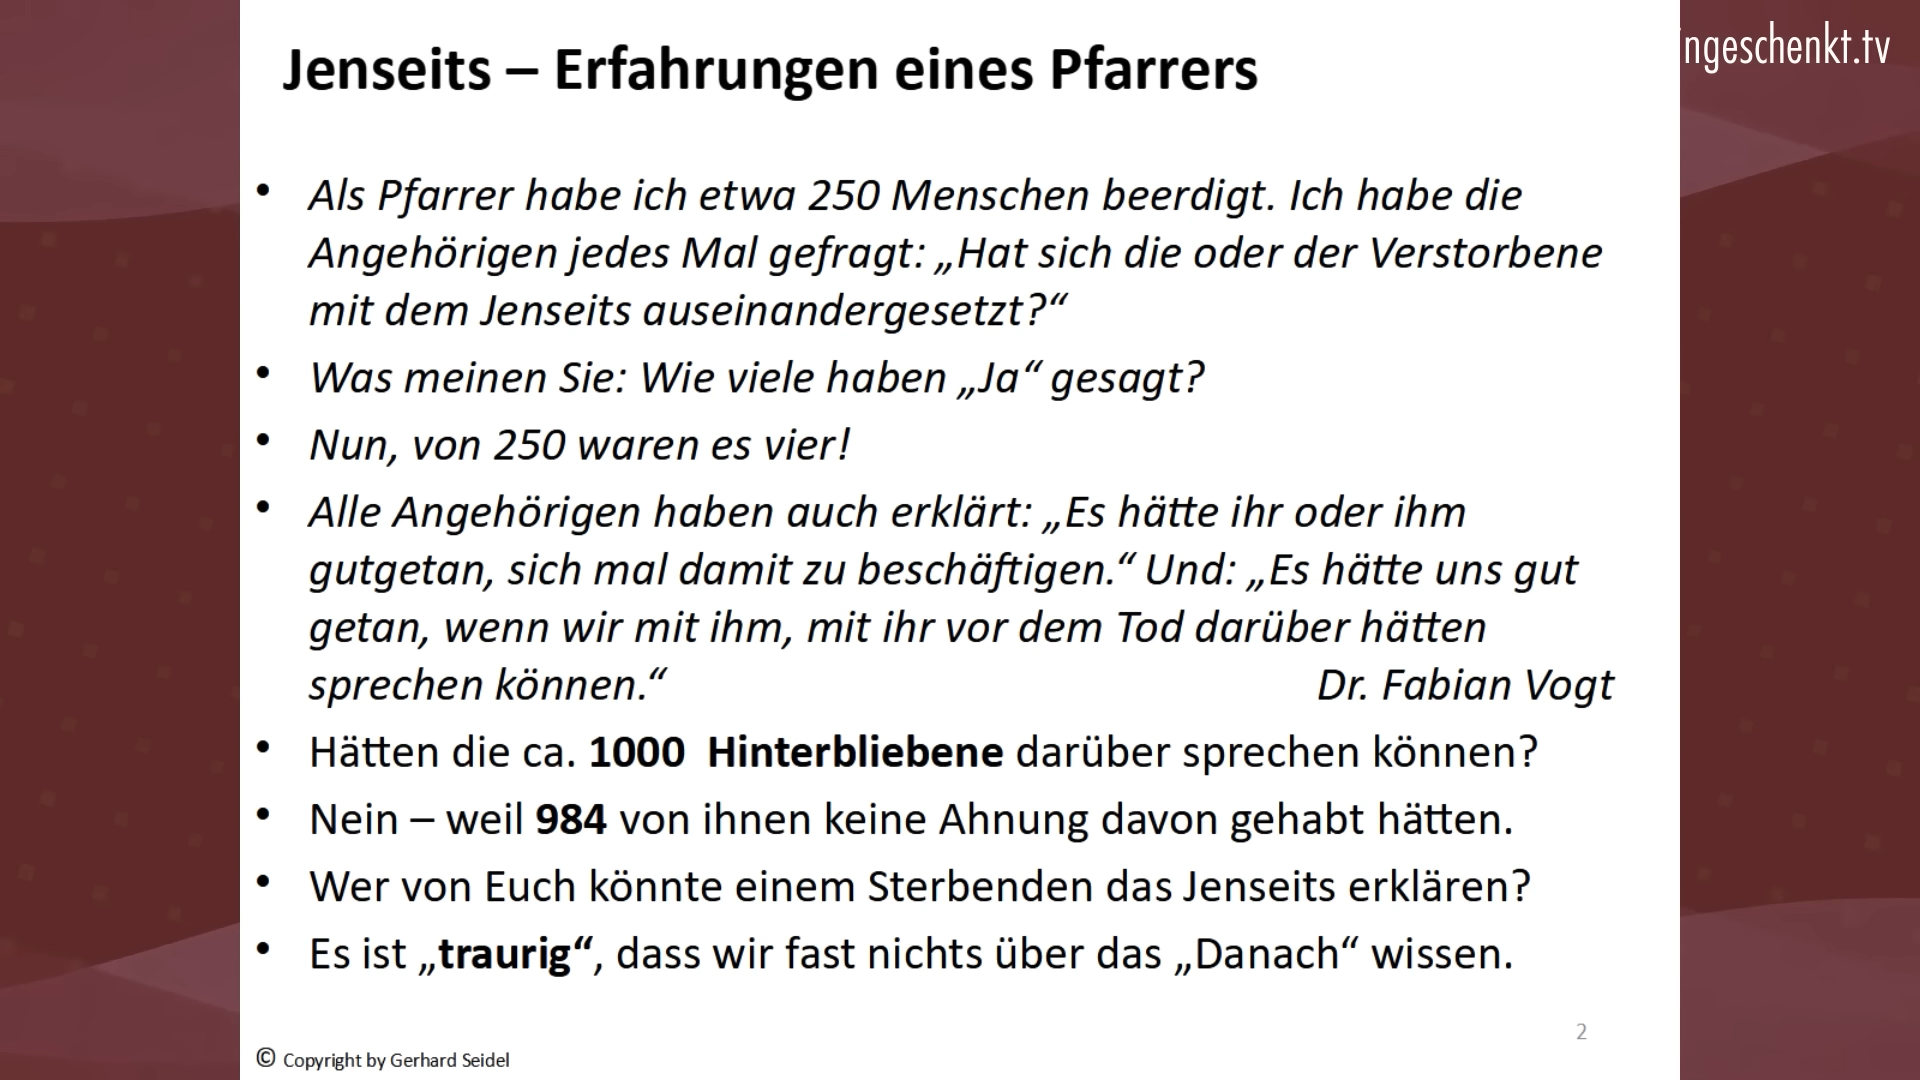 Jenseits – Erfahrungen eines Pfarrers
ngeschenkt.tv
• Als Pfarrer habe ich etwa 250 Menschen beerdigt. Ich habe die
Angehörigen jedes Mal gefragt: „Hat sich die oder der Verstorbene
mit dem Jenseits auseinandergesetzt?“
• Was meinen Sie: Wie viele haben „Ja“ gesagt?
• Nun, von 250 waren es vier!
• Alle Angehörigen haben auch erklärt: „Es hätte ihr oder ihm
gutgetan, sich mal damit zu beschäftigen.“ Und: „Es hätte uns gut
getan, wenn wir mit ihm, mit ihr vor dem Tod darüber hätten
sprechen können.“ Dr. Fabian Vogt
• Hätten die ca. 1000  Hinterbliebene darüber sprechen können?
• Nein – weil 984 von ihnen keine Ahnung davon gehabt hätten.
• Wer von Euch könnte einem Sterbenden das Jenseits erklären?
• Es ist „traurig“, dass wir fast nichts über das „Danach“ wissen.
2
© Copyright by Gerhard Seidel